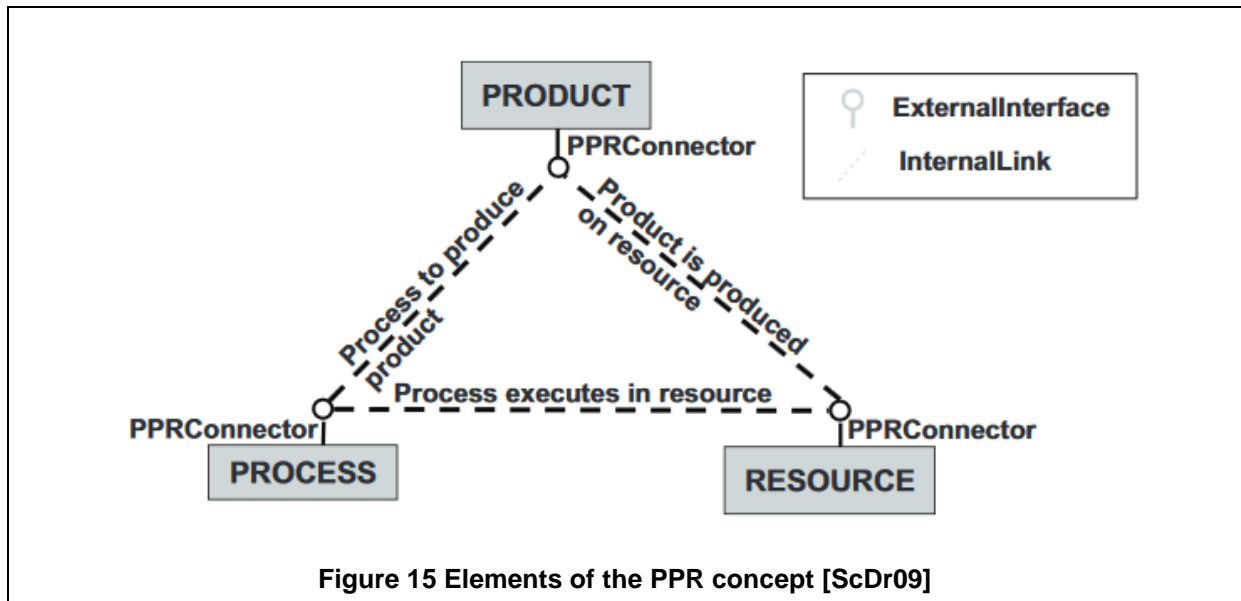 PRODUCT
PPRConnector
ExternalInterface
InternalLink
Process to produce
product
Product is produced
on resource
Process executes in resource
PPRConnector
PROCESS
PPRConnector
RESOURCE
Figure 15 Elements of the PPR concept [ScDr09]